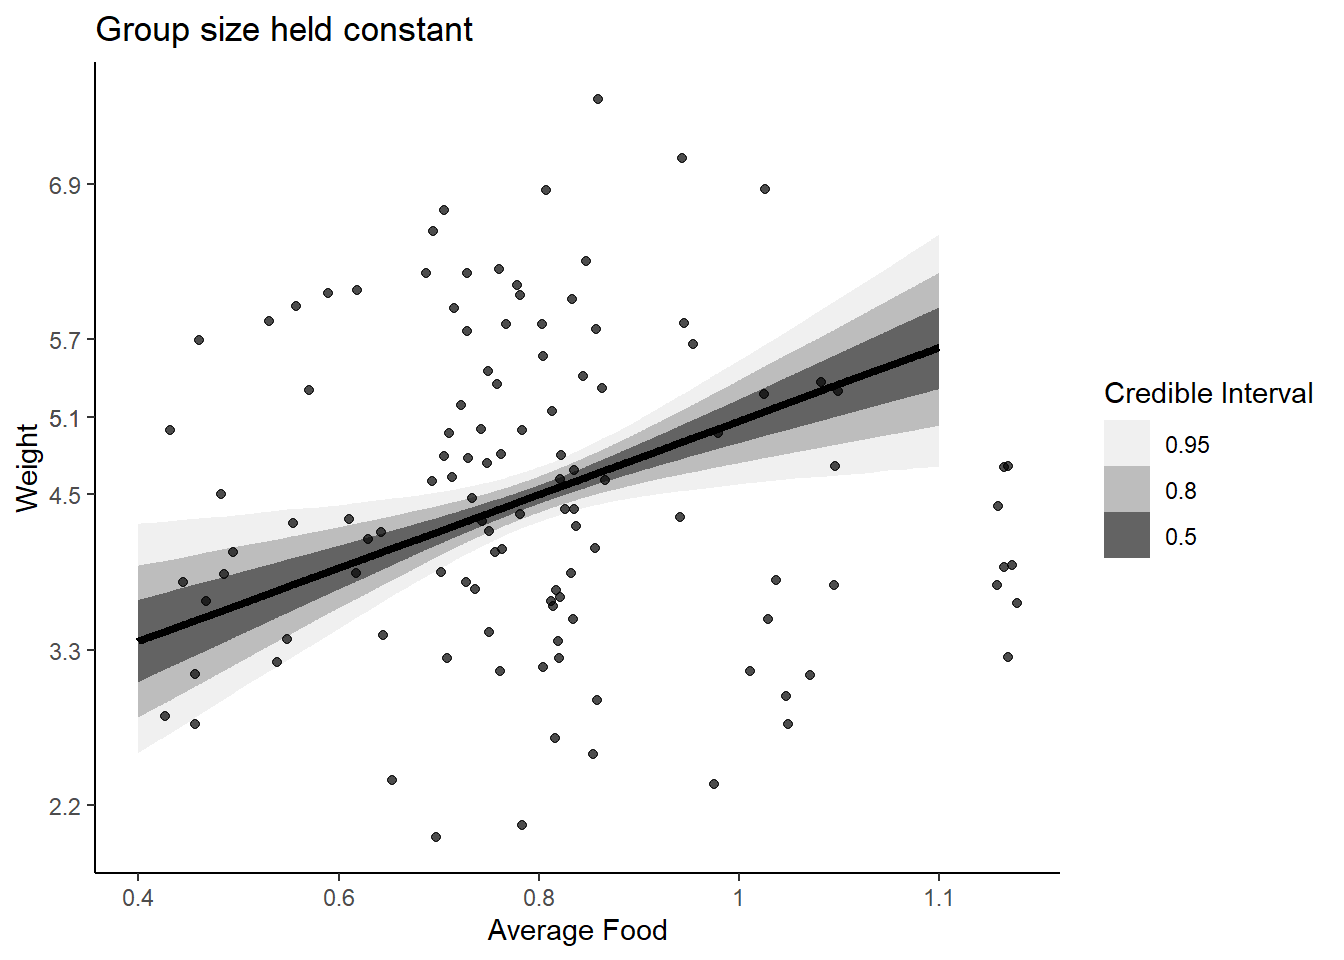 Group size held constant
Weight
6.9
5.7
5.1
4.5
3.3
2.2
0.4 0.6 0.8 1 1.1
Average Food
Credible Interval
0.95
0.8
0.5